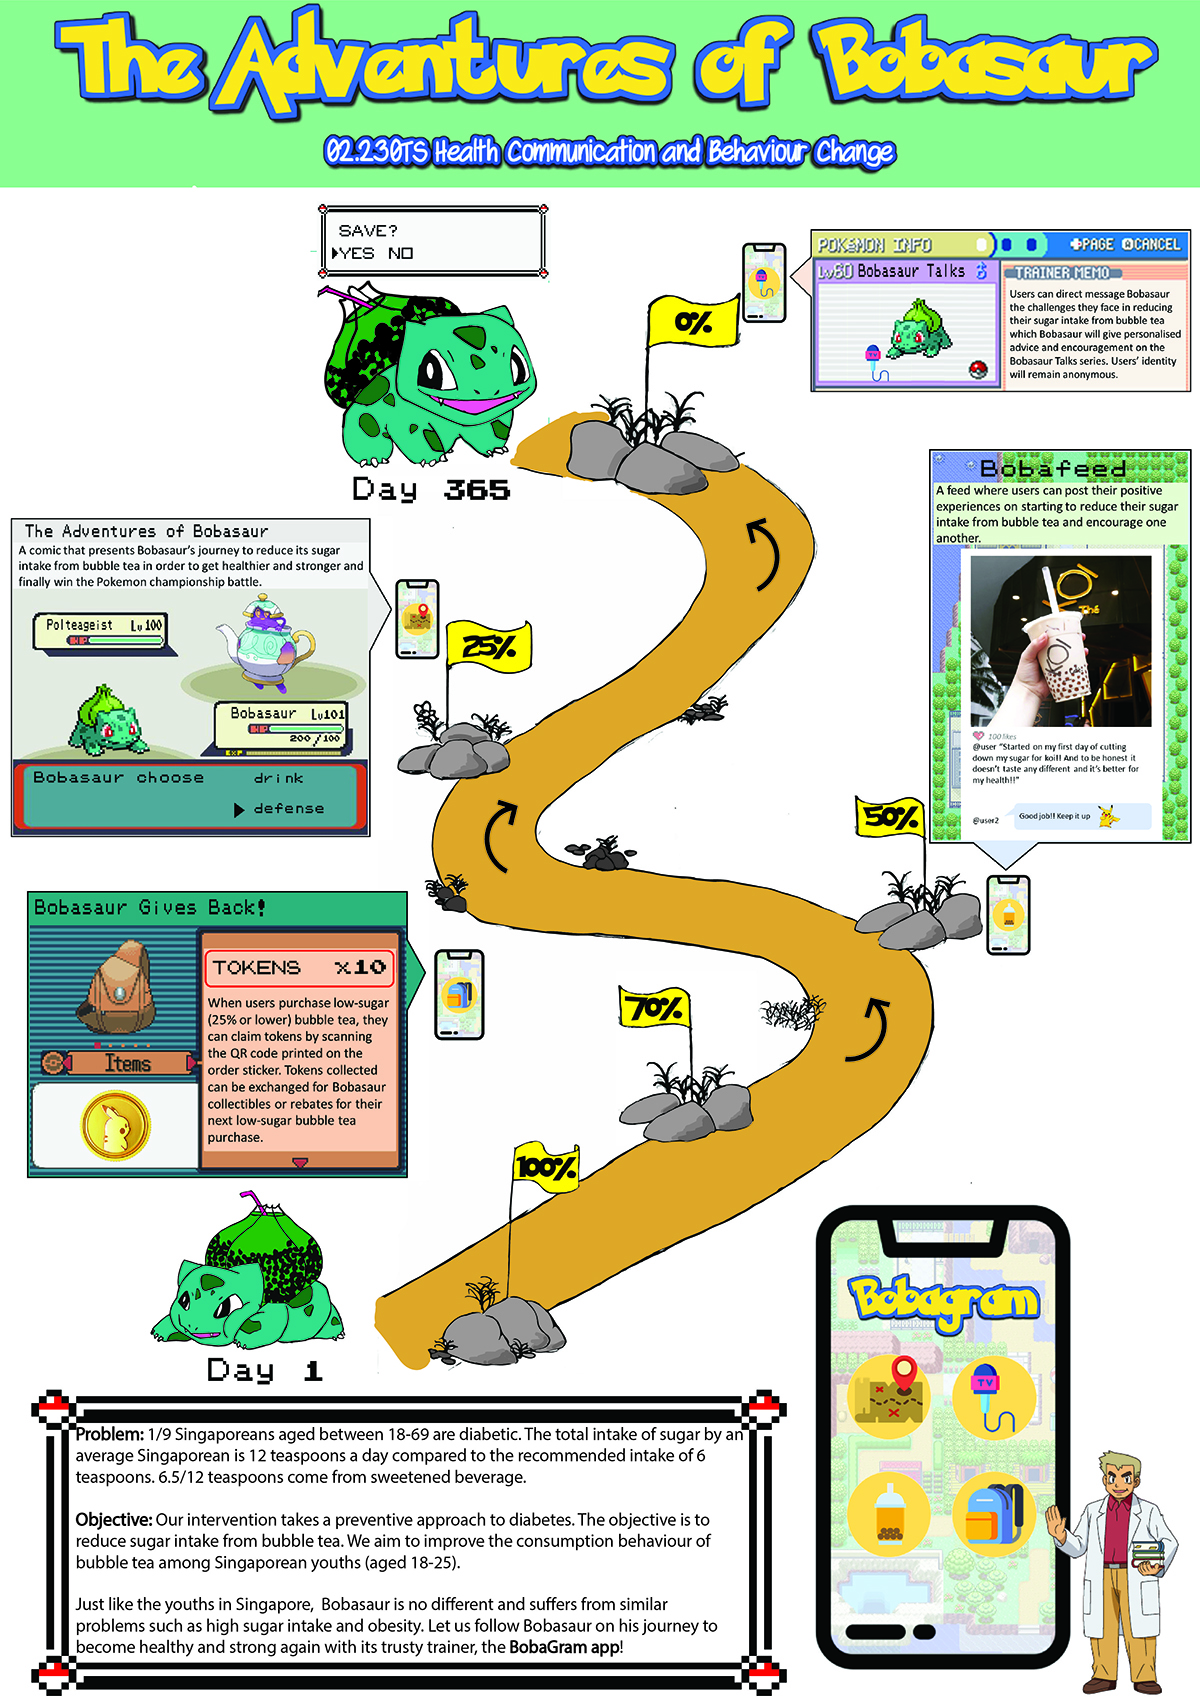 The Adventures of Bobasaur
02.230TS Health Communication and Behaviour Change
SAVE?
YES NO
Day 365
0%
POKéMON INFO
PAGE
CANCEL
Lv60 Bobasaur Talks
TRAINER MEMO
Users can direct message Bobasaur
the challenges they face in reducing
their sugar intake from bubble tea
which Bobasaur will give personalised
advice and encouragement on the
Bobasaur Talks series. Users' identity
will remain anonymous.
TV
Bobafeed
A feed where users can post their positive
experiences on starting to reduce their sugar
intake from bubble tea and encourage one
another.
Thé
100 likes
@user "Started on my first day of cutting
down my sugar for koi!! And to be honest it
doesn't taste any different and it's better for
my health!!"
@user2
Good job!! Keep it up
The Adventures of Bobasaur
A comic that presents Bobasaur's journey to reduce its sugar
intake from bubble tea in order to get healthier and stronger and
finally win the Pokemon championship battle.
Polteageist Lv100
HP
Bobasaur Lv101
HP
200/100
EXP
Bobasaur choose
drink
defense
25%
50%
Bobasaur Gives Back!
TOKENS x10
When users purchase low-sugar
(25% or lower) bubble tea, they
can claim tokens by scanning
the QR code printed on the
order sticker. Tokens collected
can be exchanged for Bobasaur
collectibles or rebates for their
next low-sugar bubble tea
purchase.
Items
70%
100%
Day 1
Bobagram
TV
Problem: 1/9 Singaporeans aged between 18-69 are diabetic. The total intake of sugar by an
average Singaporean is 12 teaspoons a day compared to the recommended intake of 6
teaspoons. 6.5/12 teaspoons come from sweetened beverage.
Objective: Our intervention takes a preventive approach to diabetes. The objective is to
reduce sugar intake from bubble tea. We aim to improve the consumption behaviour of
bubble tea among Singaporean youths (aged 18-25).
Just like the youths in Singapore, Bobasaur is no different and suffers from similar
problems such as high sugar intake and obesity. Let us follow Bobasaur on his journey to
become healthy and strong again with its trusty trainer, the BobaGram app!